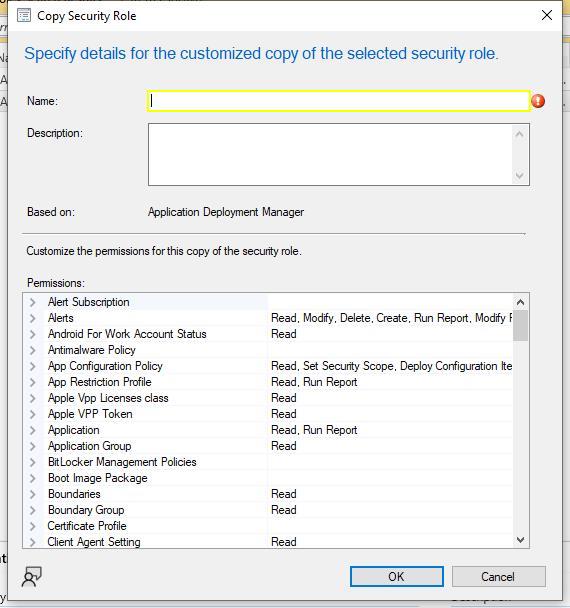 Copy Security Role
Specify details for the customized copy of the selected security role.
Name:
Description:
Based on: Application Deployment Manager
Customize the permissions for this copy of the security role.
Permissions:
Alert Subscription
Alerts Read, Modify, Delete, Create, Run Report, Modify
Android For Work Account Status Read
Antimalware Policy
App Configuration Policy Read, Set Security Scope, Deploy Configuration Ite
App Restriction Profile Read, Run Report
Apple Vpp Licenses class Read
Apple VPP Token Read
Application Read, Run Report
Application Group Read
BitLocker Management Policies
Boot Image Package
Boundaries Read
Boundary Group Read
Certificate Profile
Client Agent Setting Read
OK Cancel